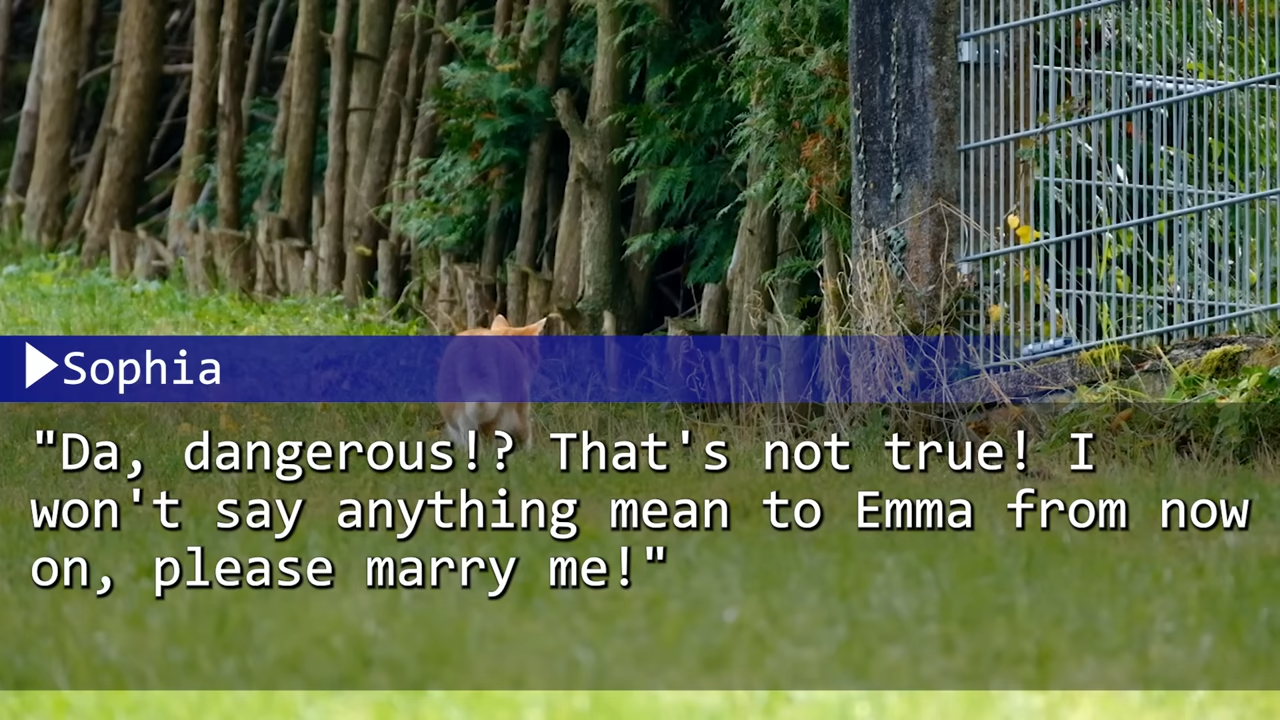 Sophia
"Da, dangerous!? That's not true! I
won't say anything mean to Emma from now
on, please marry me!"